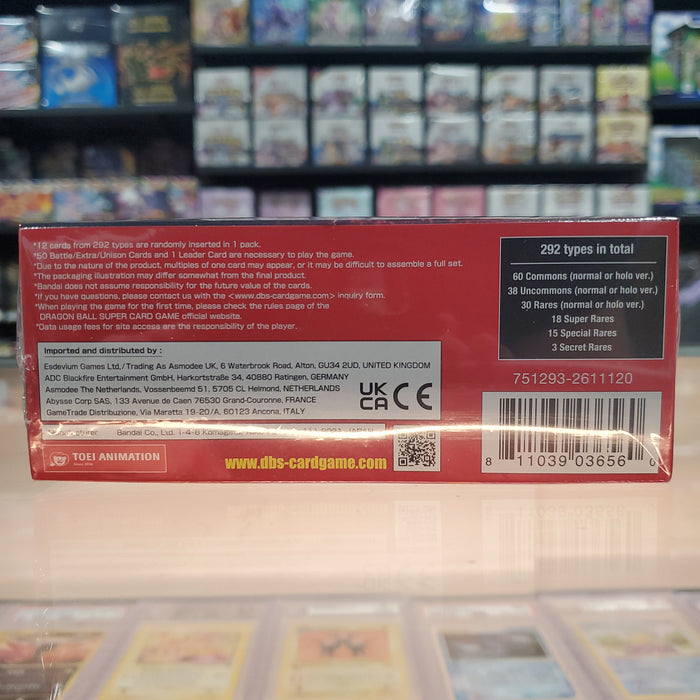 *12 cards from 292 types are randomly inserted in 1 pack.
*50 Battle/Extra/Unison Cards and 1 Leader Card are necessary to play the game.
*Due to the nature of the product, multiples of one card may appear, or it may be difficult to assemble a full set.
*The packaging illustration may differ somewhat from the final product.
*Bandai does not assume responsibility for the future value of the cards.
*If you have questions, please contact us with the <www.dbs-cardgame.com> inquiry form.
*When playing the game for the first time, please check the rules page of the
DRAGON BALL SUPER CARD GAME official website.
*Data usage fees for site access are the responsibility of the player.
Imported and distributed by :
Esdevium Games Ltd./Trading As Asmodee UK, 6 Waterbrook Road, Alton, GU34 2UD, UNITED KINGDOM
ADC Blackfire Entertainment GmbH, Harkortstraße 34, 40880 Ratingen, GERMANY
Asmodee The Netherlands, Vossenbeemd 51, 5705 CL Helmond, NETHERLANDS
Abysse Corp SAS, 133 Avenue de Caen 76530 Grand-Couronne, FRANCE
GameTrade Distribuzione, Via Maratta 19-20/A, 60123 Ancona, ITALY
UK
CA CE
Bandai Co., Ltd. 1-4-8 JAPAN
TOEI ANIMATION
www.dbs-cardgame.com
292 types in total
60 Commons (normal or holo ver.)
38 Uncommons (normal or holo ver.)
30 Rares (normal or holo ver.)
18 Super Rares
15 Special Rares
3 Secret Rares
751293-2611120
8 11039 03656 0